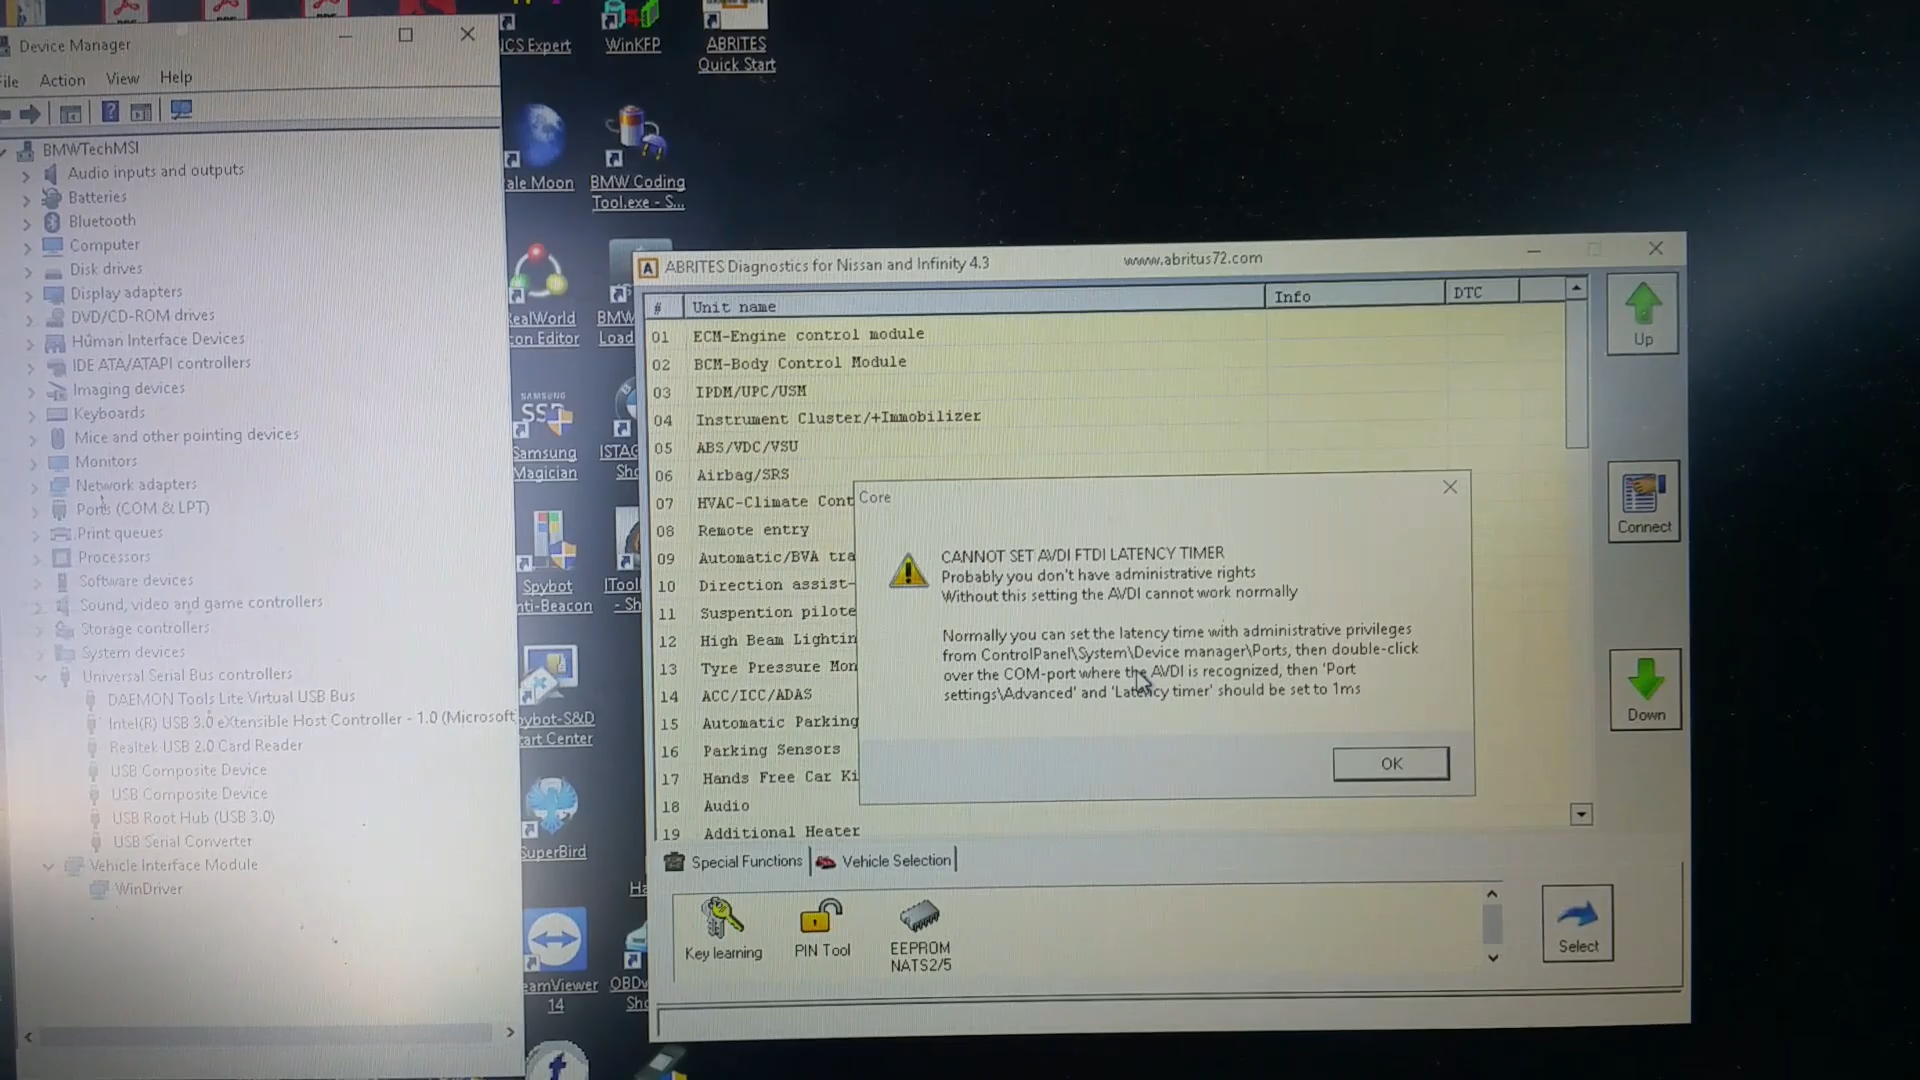 Device Manager
File Action View Help
BMWTechMSI
Audio inputs and outputs
Batteries
Bluetooth
Computer
Disk drives
Display adapters
DVD/CD-ROM drives
Human Interface Devices
IDE ATA/ATAPI controllers
Imaging devices
Keyboards
Mice and other pointing devices
Monitors
Network adapters
Ports (COM & LPT)
Print queues
Processors
Software devices
Sound, video and game controllers
Storage controllers
System devices
Universal Serial Bus controllers
DAEMON Tools Lite Virtual USB Bus
Intel(R) USB 3.0 eXtensible Host Controller - 1.0 (Microsoft
Realtek USB 2.0 Card Reader
USB Composite Device
USB Composite Device
USB Root Hub (USB 3.0)
USB Serial Converter
Vehicle Interface Module
WinDriver
NCS Expert
WinKFP
ABRITES
Quick Start
ale Moon
BMW Coding
Tool.exe - S...
RealWorld
con Editor
BMW
Load
SAMSUNG
SSD
Samsung
Magician
ISTA
Sho
Spybot
nti-Beacon
ITool
- Sh
pybot-S&D
tart Center
SuperBird
Ha
eamViewer
14
OBDw
Sho
A ABRITES Diagnostics for Nissan and Infinity 4.3
www.abritus72.com
# Unit name Info DTC
01 ECM-Engine control module
02 BCM-Body Control Module
03 IPDM/UPC/USM
04 Instrument Cluster/+Immobilizer
05 ABS/VDC/VSU
06 Airbag/SRS
07 HVAC-Climate Cont
08 Remote entry
09 Automatic/BVA tra
10 Direction assist-
11 Suspention pilote
12 High Beam Lightin
13 Tyre Pressure Mon
14 ACC/ICC/ADAS
15 Automatic Parking
16 Parking Sensors
17 Hands Free Car Ki
18 Audio
19 Additional Heater
Up
Connect
Down
Core
CANNOT SET AVDI FTDI LATENCY TIMER
Probably you don't have administrative rights
Without this setting the AVDI cannot work normally
Normally you can set the latency time with administrative privileges
from ControlPanel\System\Device manager\Ports, then double-click
over the COM-port where the AVDI is recognized, then 'Port
settings\Advanced' and 'Latency timer' should be set to 1ms
OK
Special Functions
Vehicle Selection
Key learning
PIN Tool
EEPROM
NATS2/5
Select